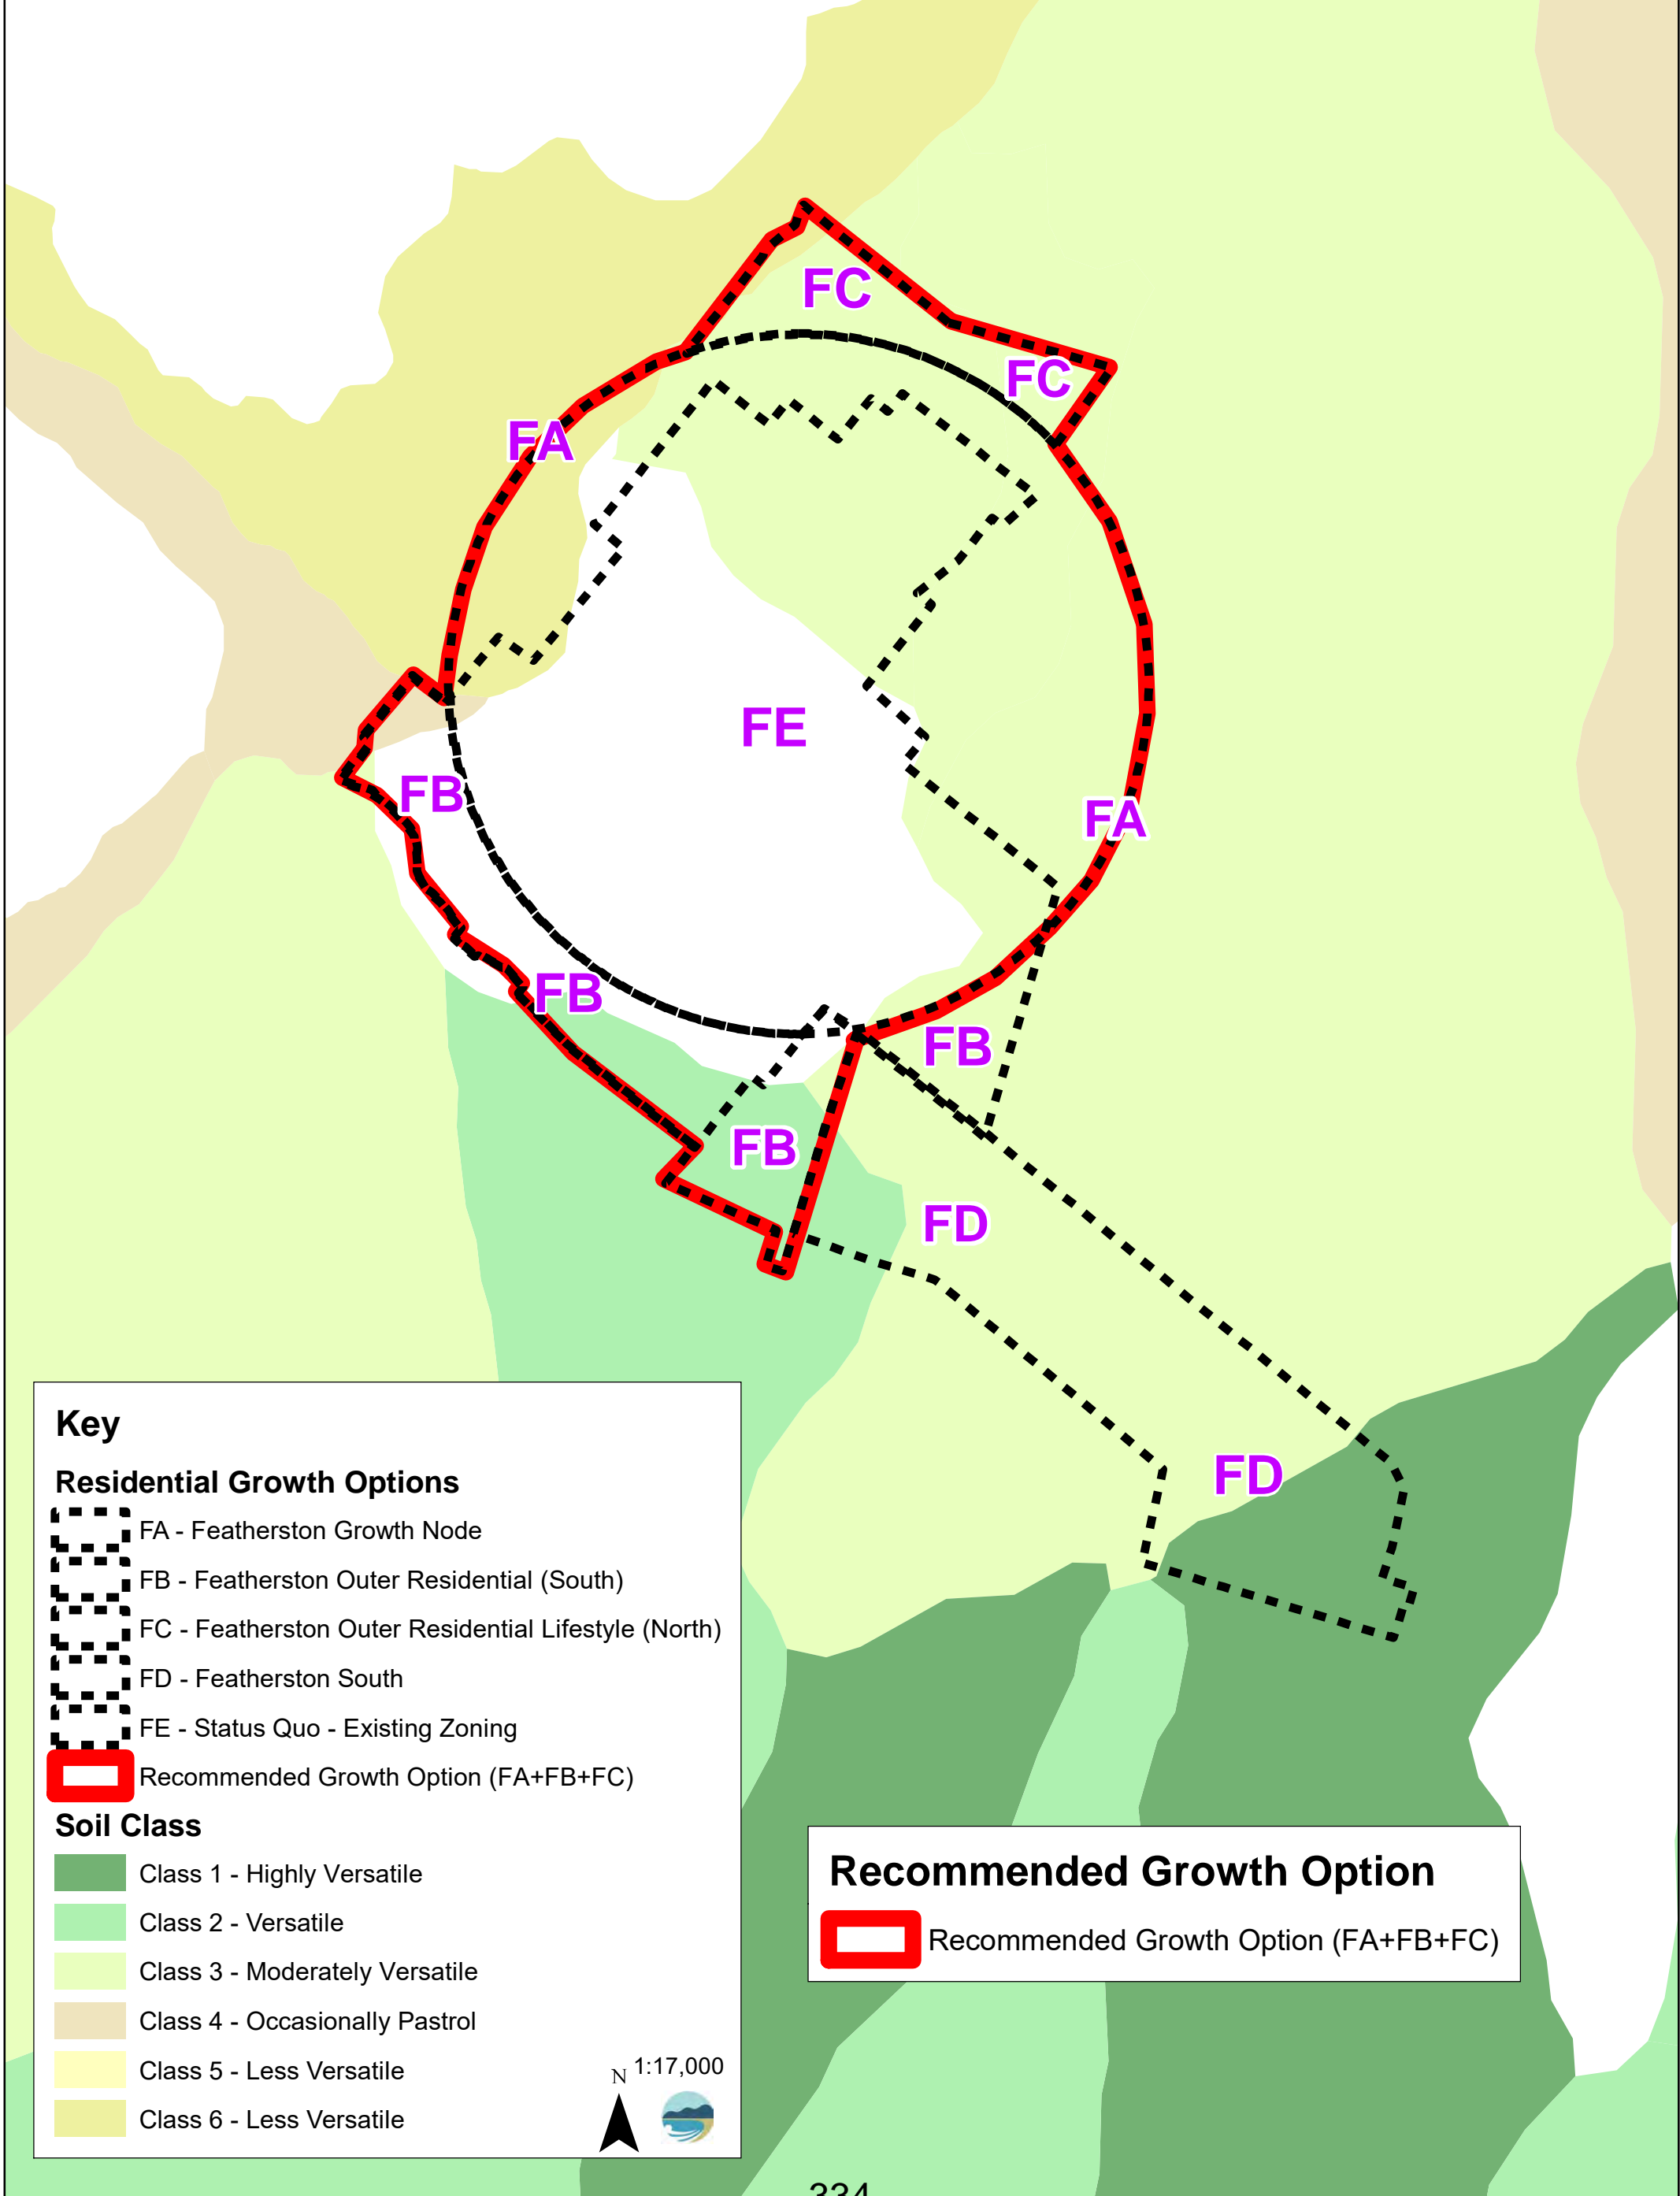 FC
FC
FA
FE
FB
FA
FB
FB
FB
FD
FD
Key
Residential Growth Options
FA - Featherston Growth Node
FB - Featherston Outer Residential (South)
FC - Featherston Outer Residential Lifestyle (North)
FD - Featherston South
FE - Status Quo - Existing Zoning
Recommended Growth Option (FA+FB+FC)
Soil Class
Class 1 - Highly Versatile
Class 2 - Versatile
Class 3 - Moderately Versatile
Class 4 - Occasionally Pastrol
Class 5 - Less Versatile
Class 6 - Less Versatile
N 1:17,000
Recommended Growth Option
Recommended Growth Option (FA+FB+FC)
334